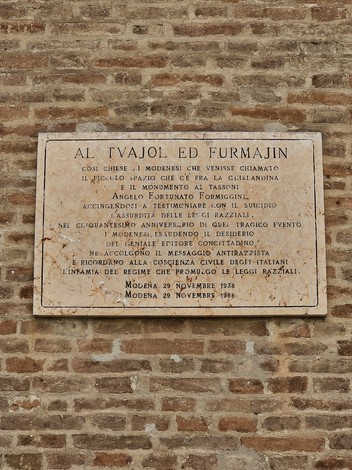 AL TVAJOL ED FURMAJIN
COSÌ CHIESE AI MODENESI CHE VENISSE CHIAMATO
IL PICCOLO SPAZIO CHE C'È FRA LA GHIRLANDINA
E IL MONUMENTO AL TASSONI
ANGELO FORTUNATO FORMIGGINI,
ACCINGENDOSI A TESTIMONIARE CON IL SUICIDIO
L'ASSURDITÀ DELLE LEGGI RAZZIALI.
NEL CINQUANTESIMO ANNIVERSARIO DI QUEL TRAGICO EVENTO
I MODENESI, ESAUDENDO IL DESIDERIO
DEL GENIALE EDITORE CONCITTADINO,
NE ACCOLGONO IL MESSAGGIO ANTIRAZZISTA
E RICORDANO ALLA COSCIENZA CIVILE DEGLI ITALIANI
L'INFAMIA DEL REGIME CHE PROMULGÒ LE LEGGI RAZZIALI.
MODENA 29 NOVEMBRE 1938
MODENA 29 NOVEMBRE 1988